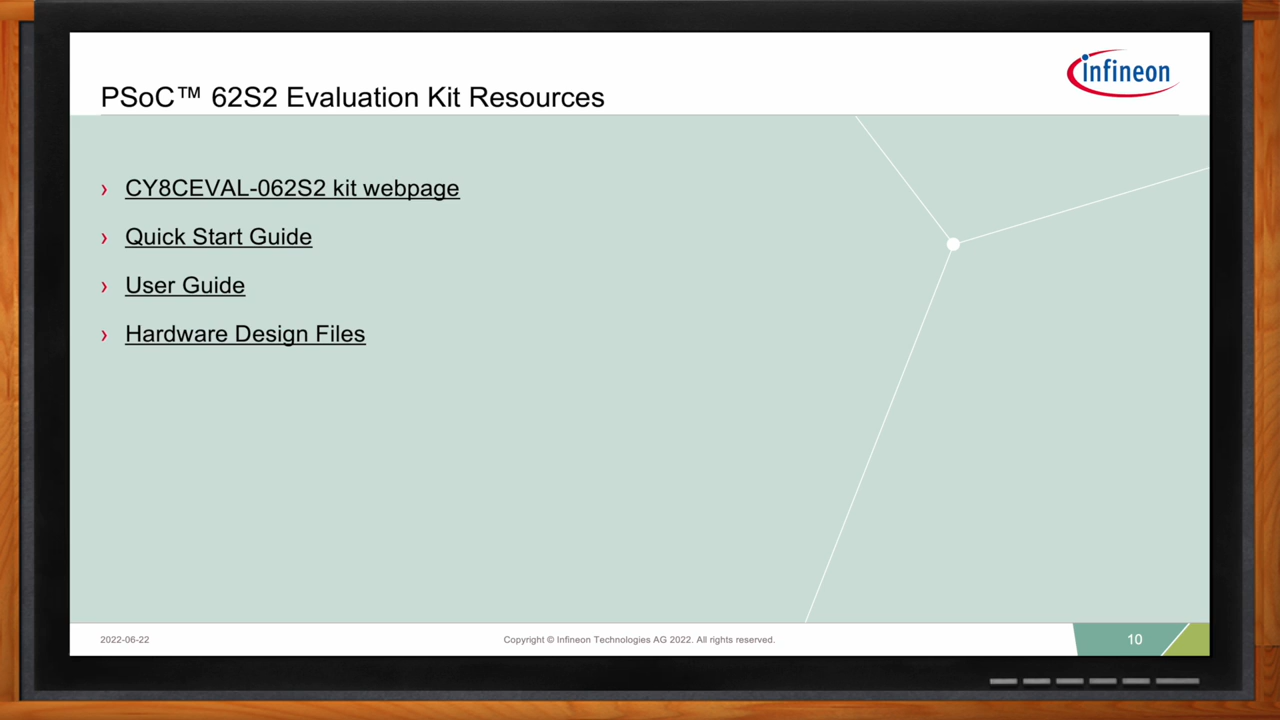 infineon
PSoC™ 62S2 Evaluation Kit Resources
› CY8CEVAL-062S2 kit webpage
› Quick Start Guide
› User Guide
› Hardware Design Files
2022-06-22
Copyright © Infineon Technologies AG 2022. All rights reserved.
10